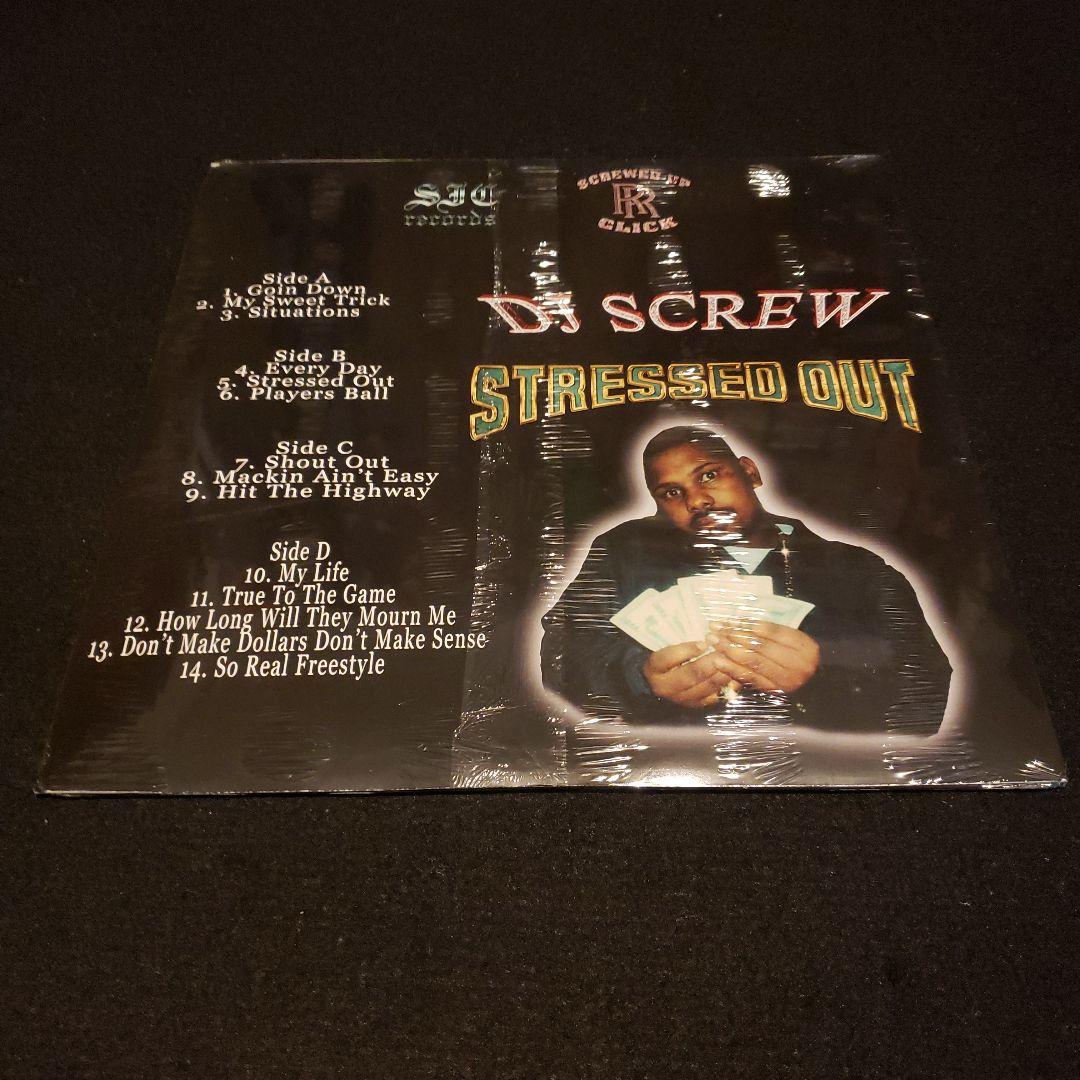 SJC
records
SCREWED UP
RR
CLICK
Side A
1. Goin Down
2. My Sweet Trick
3. Situations
Side B
4. Every Day
5. Stressed Out
6. Players Ball
Side C
7. Shout Out
8. Mackin Ain't Easy
9. Hit The Highway
Side D
10. My Life
11. True To The Game
12. How Long Will They Mourn Me
13. Don't Make Dollars Don't Make Sense
14. So Real Freestyle
DJ SCREW
STRESSED OUT